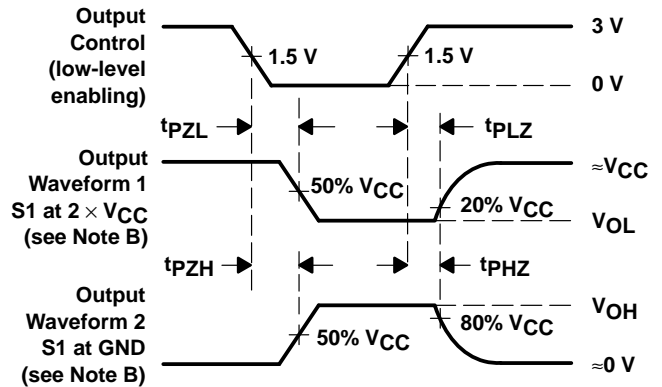 Output
Control
(low-level
enabling)
1.5 V
1.5 V
3 V
0 V
tPZL
tPLZ
Output
Waveform 1
S1 at 2 × VCC
(see Note B)
50% VCC
20% VCC
≈VCC
VOL
tPZH
tPHZ
Output
Waveform 2
S1 at GND
(see Note B)
50% VCC
80% VCC
VOH
≈0 V